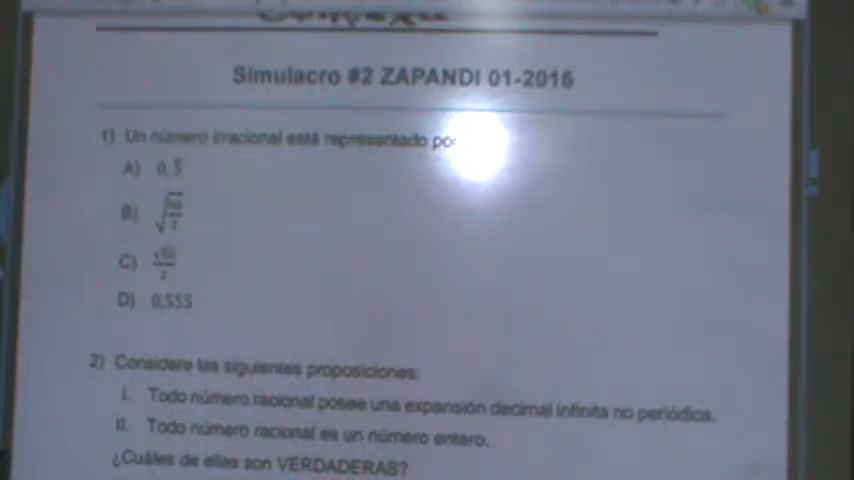 Simulacro #2 ZAPANDI 01-2016
1) Un número irracional está representado po
A) 0,5̅
B)
C)
D) 0,555
2) Considere las siguientes proposiciones:
I. Todo número racional posee una expansión decimal infinita no periódica.
II. Todo número racional es un número entero.
¿Cuáles de ellas son VERDADERAS?